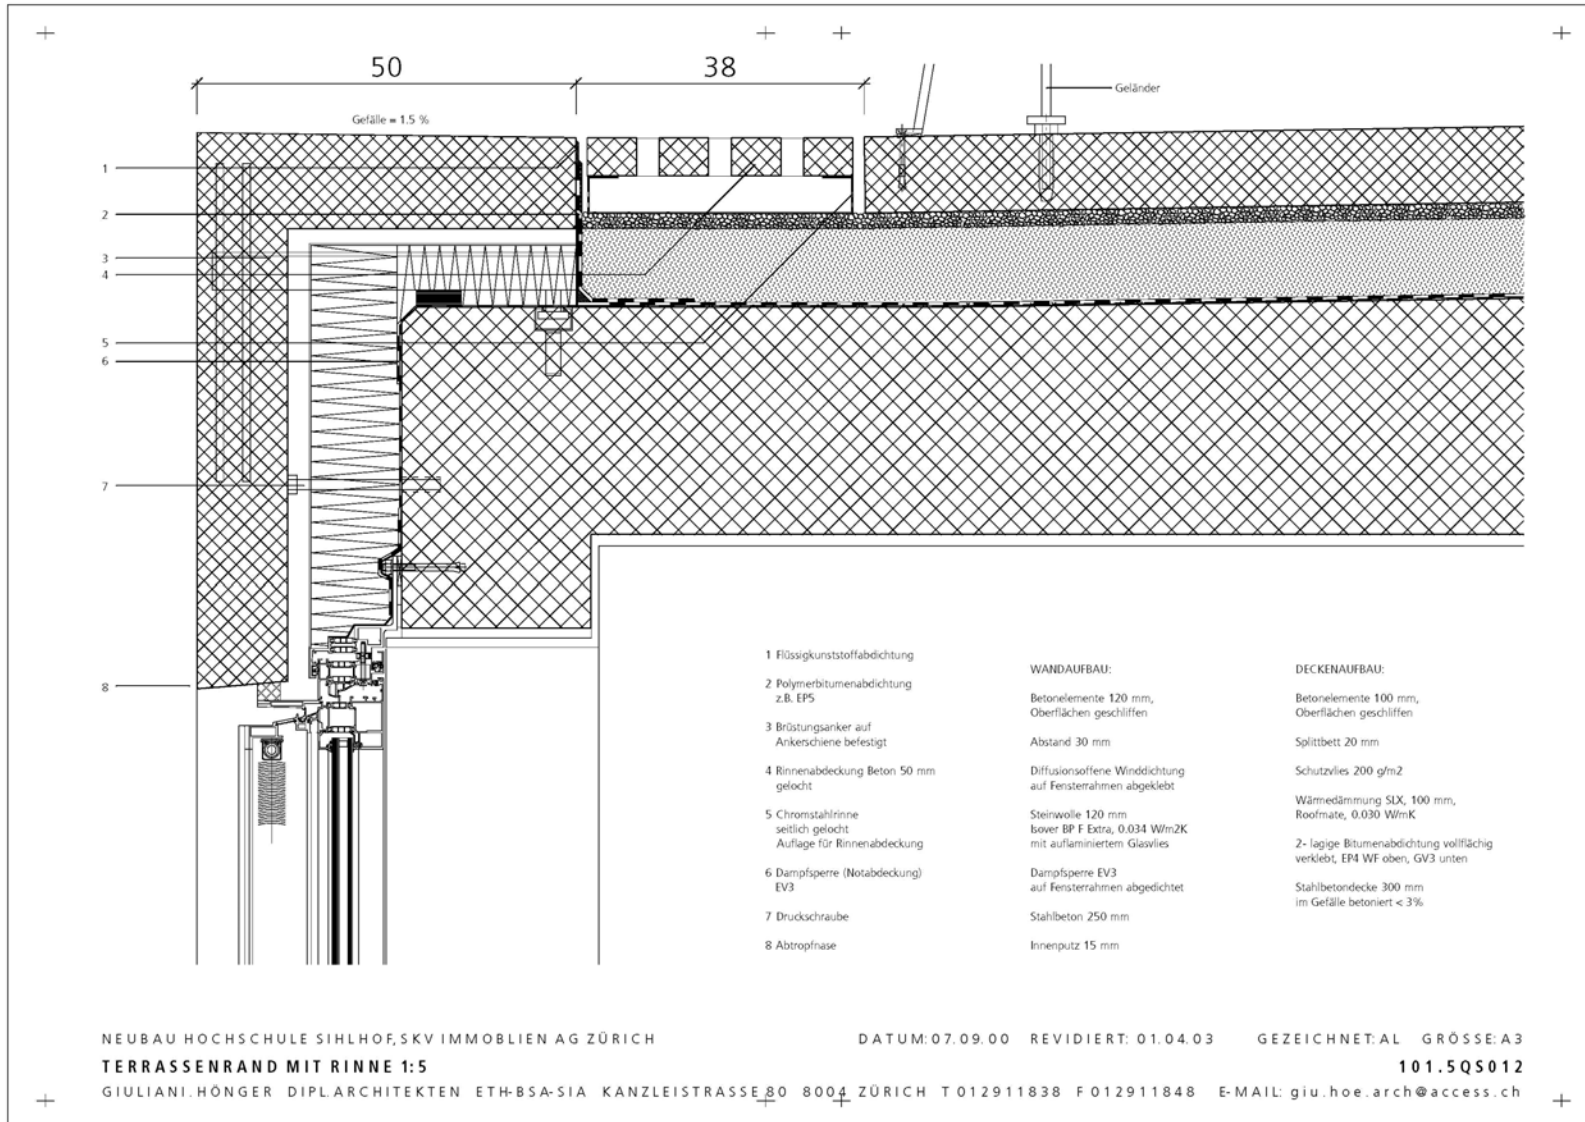 50
38
Geländer
Gefälle = 1.5 %
1
2
3
4
5
6
7
8
1 Flüssigkunststoffabdichtung
2 Polymerbitumenabdichtung
z.B. EP5
3 Brüstungsanker auf
Ankerschiene befestigt
4 Rinnenabdeckung Beton 50 mm
gelocht
5 Chromstahlrinne
seitlich gelocht
Auflage für Rinnenabdeckung
6 Dampfsperre (Notabdeckung)
EV3
7 Druckschraube
8 Abtropfnase
WANDAUFBAU:
Betonelemente 120 mm,
Oberflächen geschliffen
Abstand 30 mm
Diffusionsoffene Winddichtung
auf Fensterrahmen abgeklebt
Steinwolle 120 mm
Isover BP F Extra, 0.034 W/m2K
mit auflaminiertem Glasvlies
Dampfsperre EV3
auf Fensterrahmen abgedichtet
Stahlbeton 250 mm
Innenputz 15 mm
DECKENAUFBAU:
Betonelemente 100 mm,
Oberflächen geschliffen
Splittbett 20 mm
Schutzvlies 200 g/m2
Wärmedämmung SLX, 100 mm,
Roofmate, 0.030 W/mK
2- lagige Bitumenabdichtung vollflächig
verklebt, EP4 WF oben, GV3 unten
Stahlbetondecke 300 mm
im Gefälle betoniert < 3%
NEUBAU HOCHSCHULE SIHLHOF, SKV IMMOBLIEN AG ZÜRICH
DATUM: 07.09.00 REVIDIERT: 01.04.03 GEZEICHNET: AL GRÖSSE: A3
TERRASSENRAND MIT RINNE 1:5
101.5QS012
GIULIANI.HÖNGER DIPL.ARCHITEKTEN ETH-BSA-SIA KANZLEISTRASSE 80 8004 ZÜRICH T 012911838 F 012911848 E-MAIL: giu.hoe.arch@access.ch